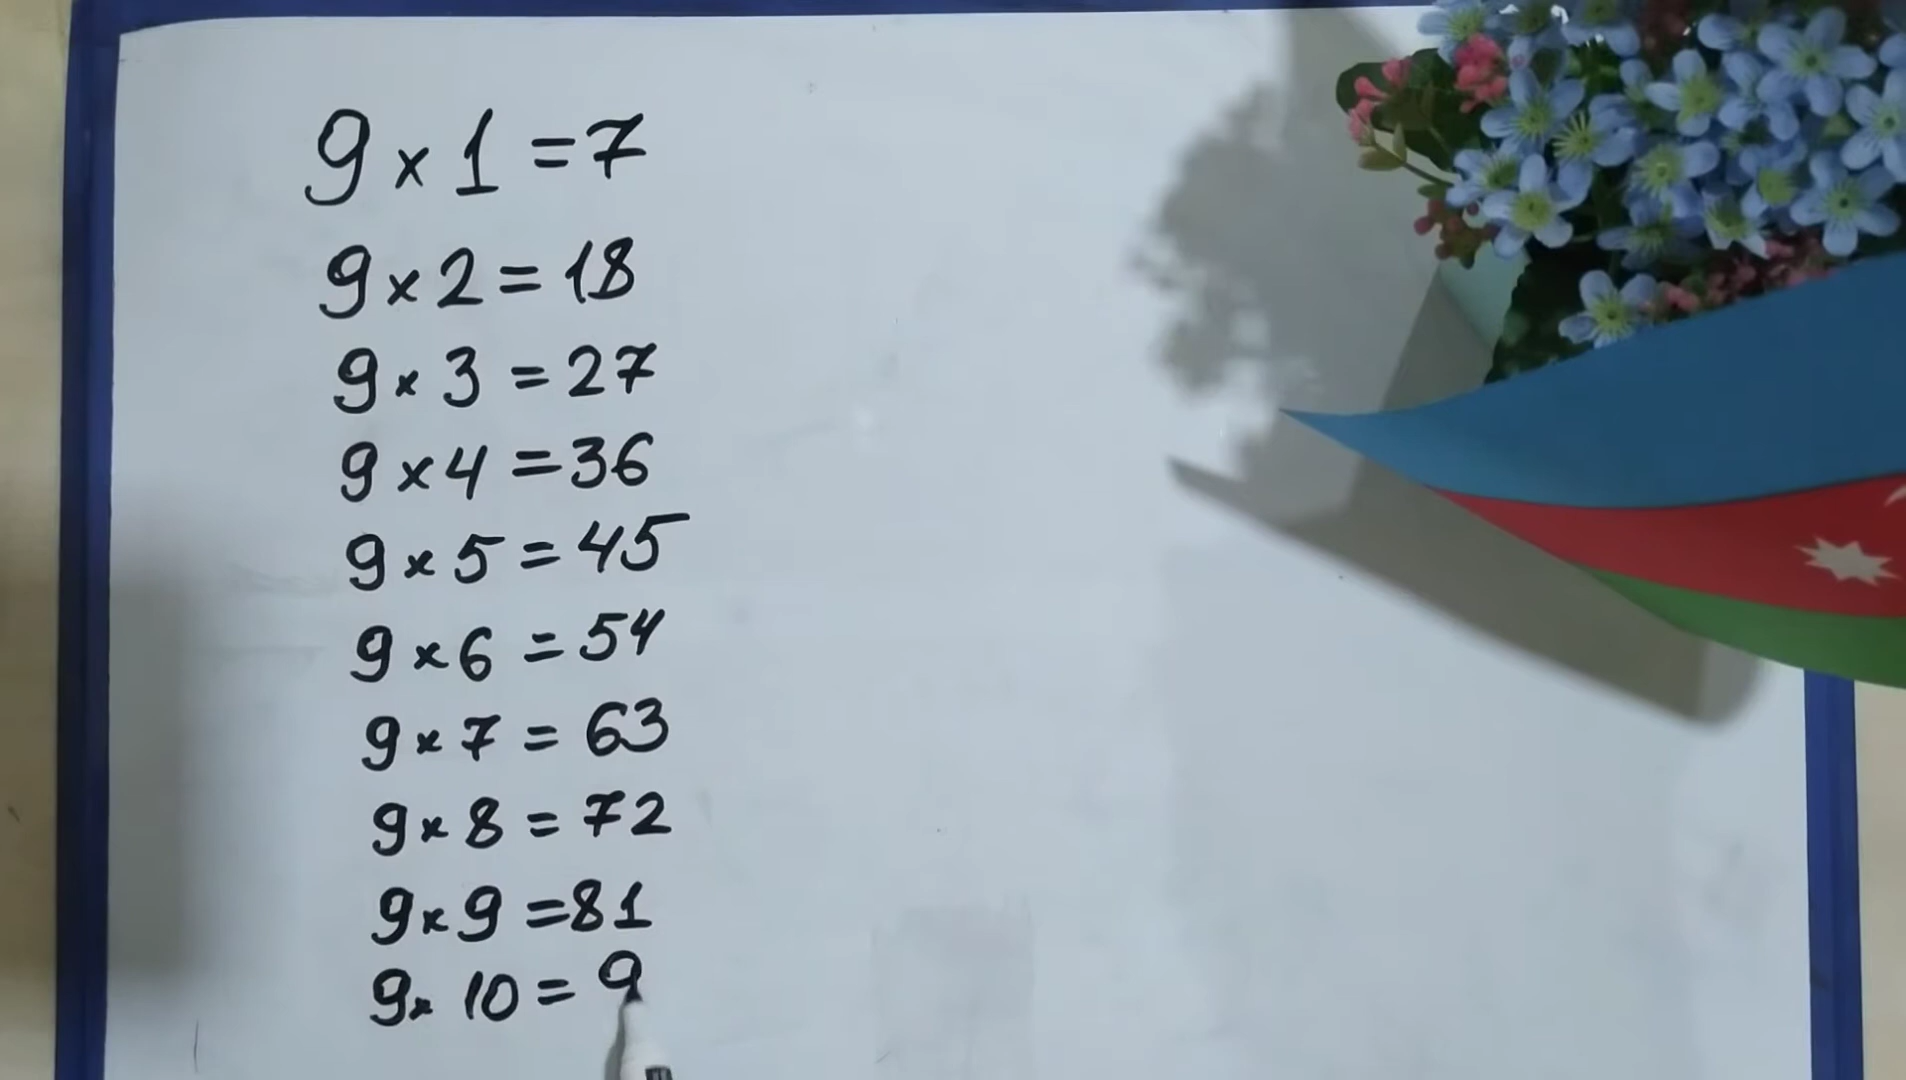 9 × 1 = 7
9 × 2 = 18
9 × 3 = 27
9 × 4 = 36
9 × 5 = 45
9 × 6 = 54
9 × 7 = 63
9 × 8 = 72
9 × 9 = 81
9 × 10 = 9